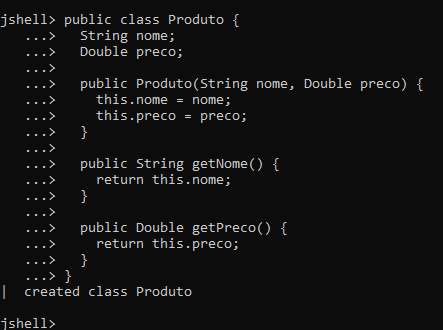 jshell> public class Produto {
   ...>   String nome;
   ...>   Double preco;
   ...>
   ...>   public Produto(String nome, Double preco) {
   ...>     this.nome = nome;
   ...>     this.preco = preco;
   ...>   }
   ...>
   ...>   public String getNome() {
   ...>     return this.nome;
   ...>   }
   ...>
   ...>   public Double getPreco() {
   ...>     return this.preco;
   ...>   }
   ...> }
|  created class Produto
jshell>